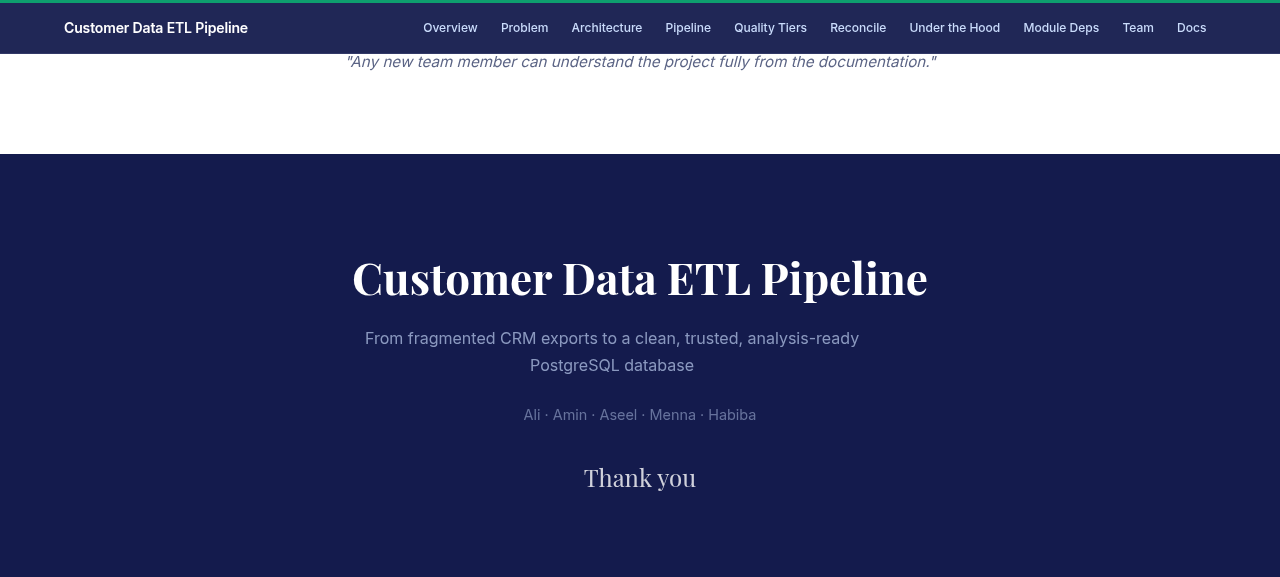 Customer Data ETL Pipeline
Overview Problem Architecture Pipeline Quality Tiers Reconcile Under the Hood Module Deps Team Docs
"Any new team member can understand the project fully from the documentation."
Customer Data ETL Pipeline
From fragmented CRM exports to a clean, trusted, analysis-ready
PostgreSQL database
Ali · Amin · Aseel · Menna · Habiba
Thank you